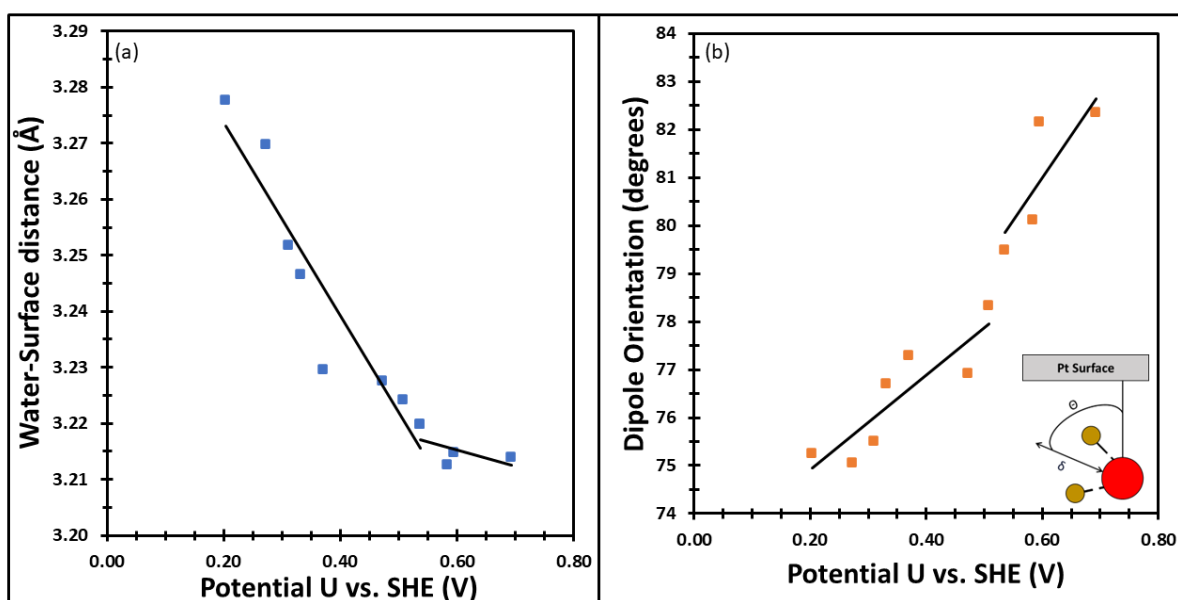 (a)
Water-Surface distance (Å)
3.29
3.28
3.27
3.26
3.25
3.24
3.23
3.22
3.21
3.20
0.00 0.20 0.40 0.60 0.80
Potential U vs. SHE (V)
(b)
Dipole Orientation (degrees)
84
83
82
81
80
79
78
77
76
75
74
0.00 0.20 0.40 0.60 0.80
Potential U vs. SHE (V)
Pt Surface
Θ
δ